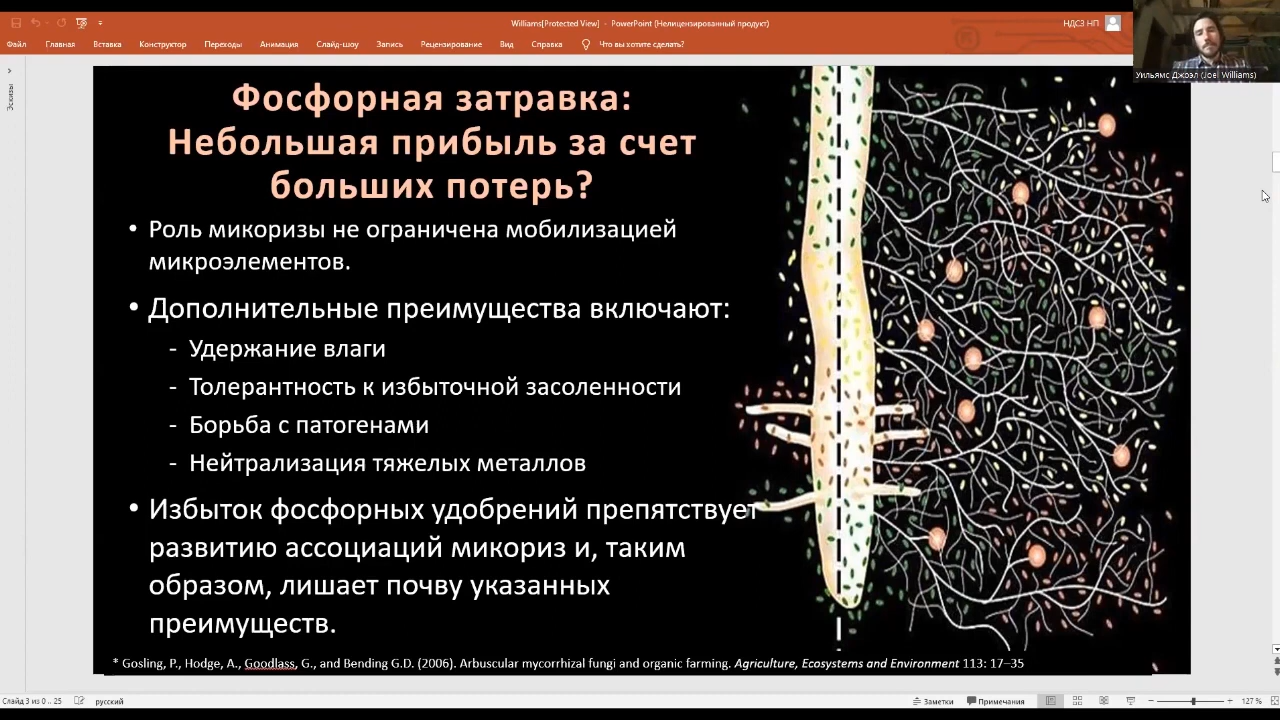 Williams[Protected View] - PowerPoint (Нелицензированный продукт)
НДСЗ НП
Файл Главная Вставка Конструктор Переходы Анимация Слайд-шоу Запись Рецензирование Вид Справка Что вы хотите сделать?
Уильямс Джоэл (Joel Williams)
Эскизы
Фосфорная затравка:
Небольшая прибыль за счет
больших потерь?
• Роль микоризы не ограничена мобилизацией
микроэлементов.
• Дополнительные преимущества включают:
- Удержание влаги
- Толерантность к избыточной засоленности
- Борьба с патогенами
- Нейтрализация тяжелых металлов
• Избыток фосфорных удобрений препятствует
развитию ассоциаций микориз и, таким
образом, лишает почву указанных
преимуществ.
* Gosling, P., Hodge, A., Goodlass, G., and Bending G.D. (2006). Arbuscular mycorrhizal fungi and organic farming. Agriculture, Ecosystems and Environment 113: 17–35
Слайд 3 из 0 .. 25 русский Заметки Примечания 127 %